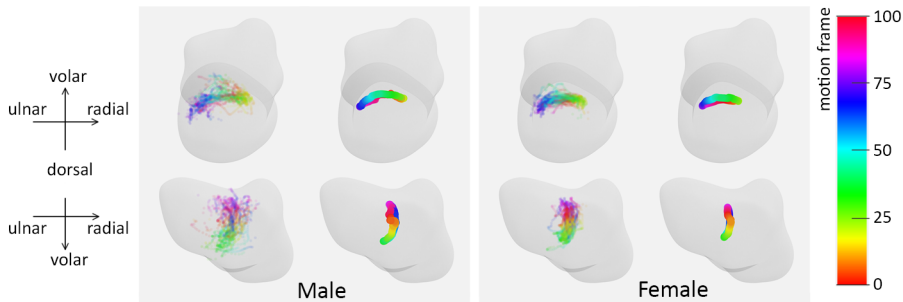 volar
ulnar radial
dorsal
ulnar radial
volar
Male
Female
motion frame
100
75
50
25
0